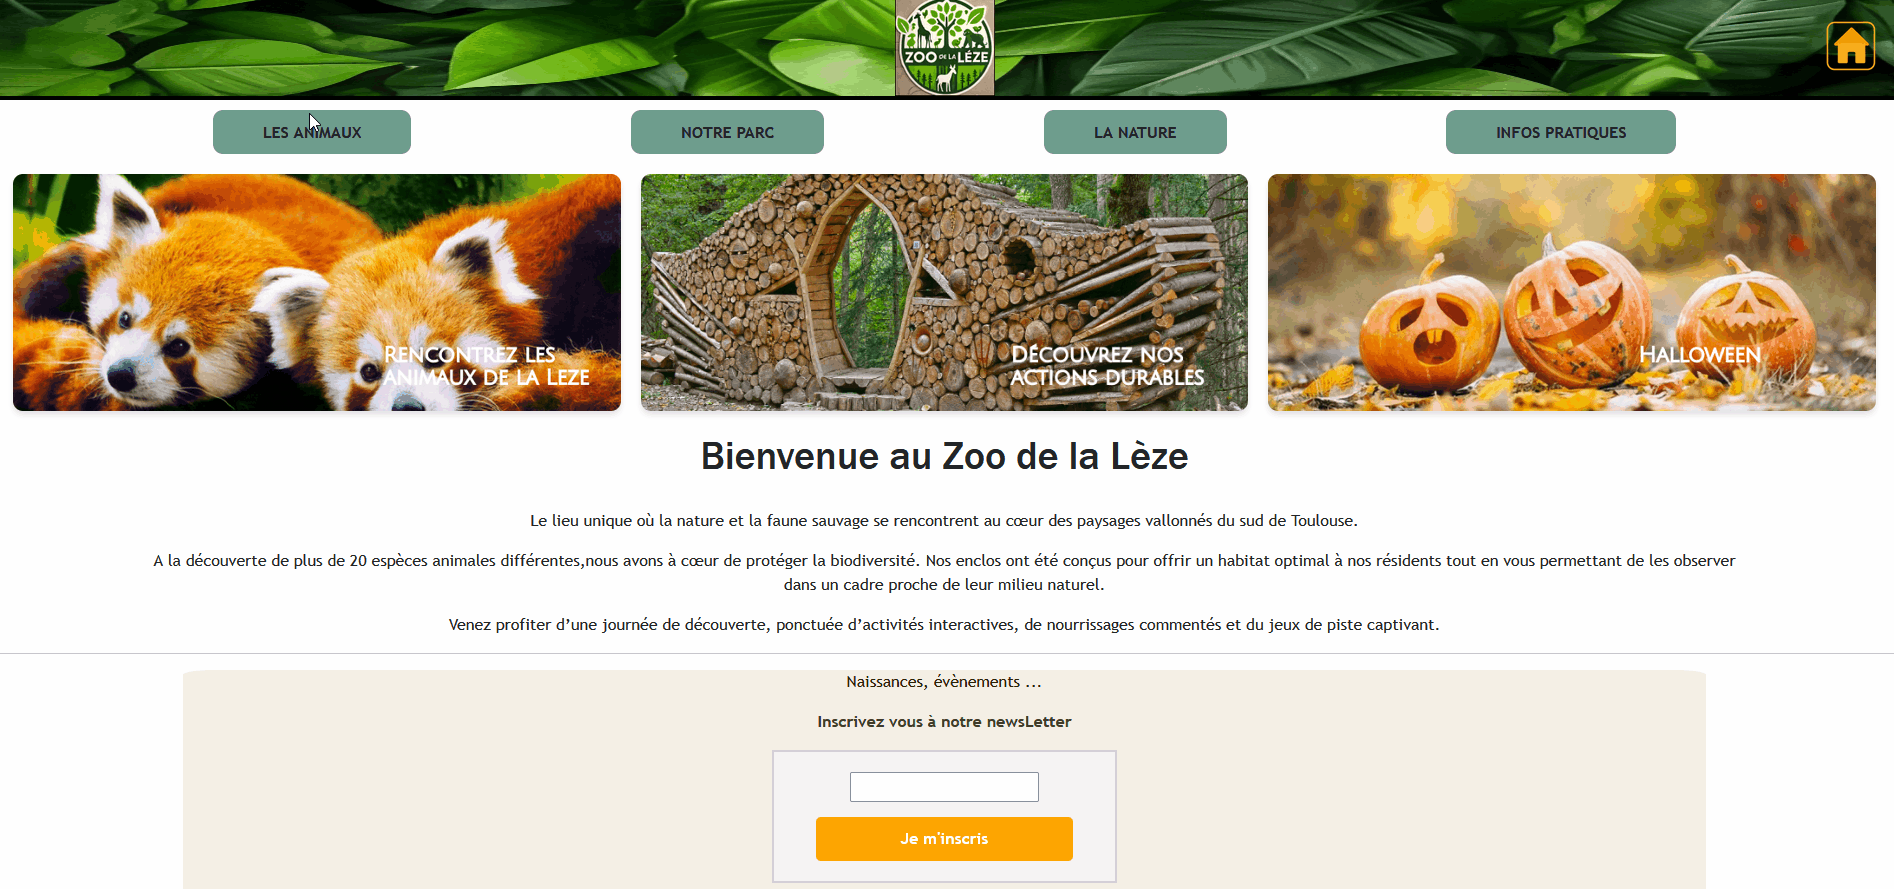 ZOO DE LA LÉZE
LES ANIMAUX
NOTRE PARC
LA NATURE
INFOS PRATIQUES
Rencontrez les
animaux de la Leze
Découvrez nos
actions durables
Halloween
Bienvenue au Zoo de la Lèze
Le lieu unique où la nature et la faune sauvage se rencontrent au cœur des paysages vallonnés du sud de Toulouse.
A la découverte de plus de 20 espèces animales différentes,nous avons à cœur de protéger la biodiversité. Nos enclos ont été conçus pour offrir un habitat optimal à nos résidents tout en vous permettant de les observer
dans un cadre proche de leur milieu naturel.
Venez profiter d’une journée de découverte, ponctuée d’activités interactives, de nourrissages commentés et du jeux de piste captivant.
Naissances, évènements ...
Inscrivez vous à notre newsLetter
Je m'inscris